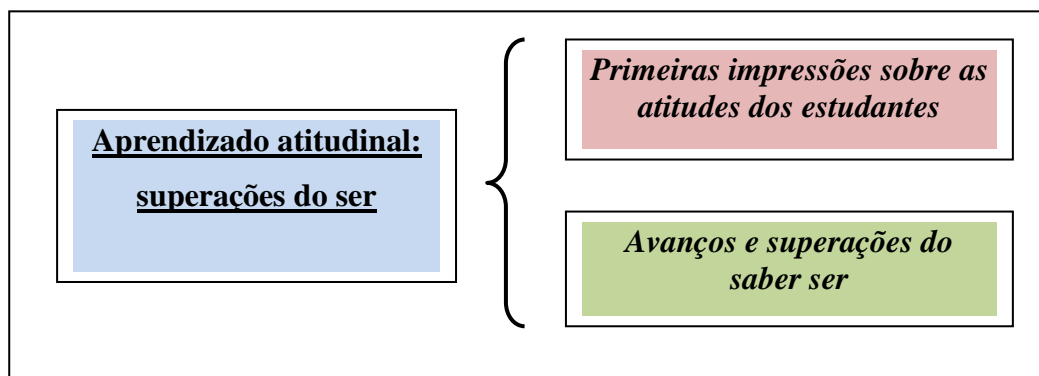 Aprendizado atitudinal:
superações do ser
Primeiras impressões sobre as
atitudes dos estudantes
Avanços e superações do
saber ser